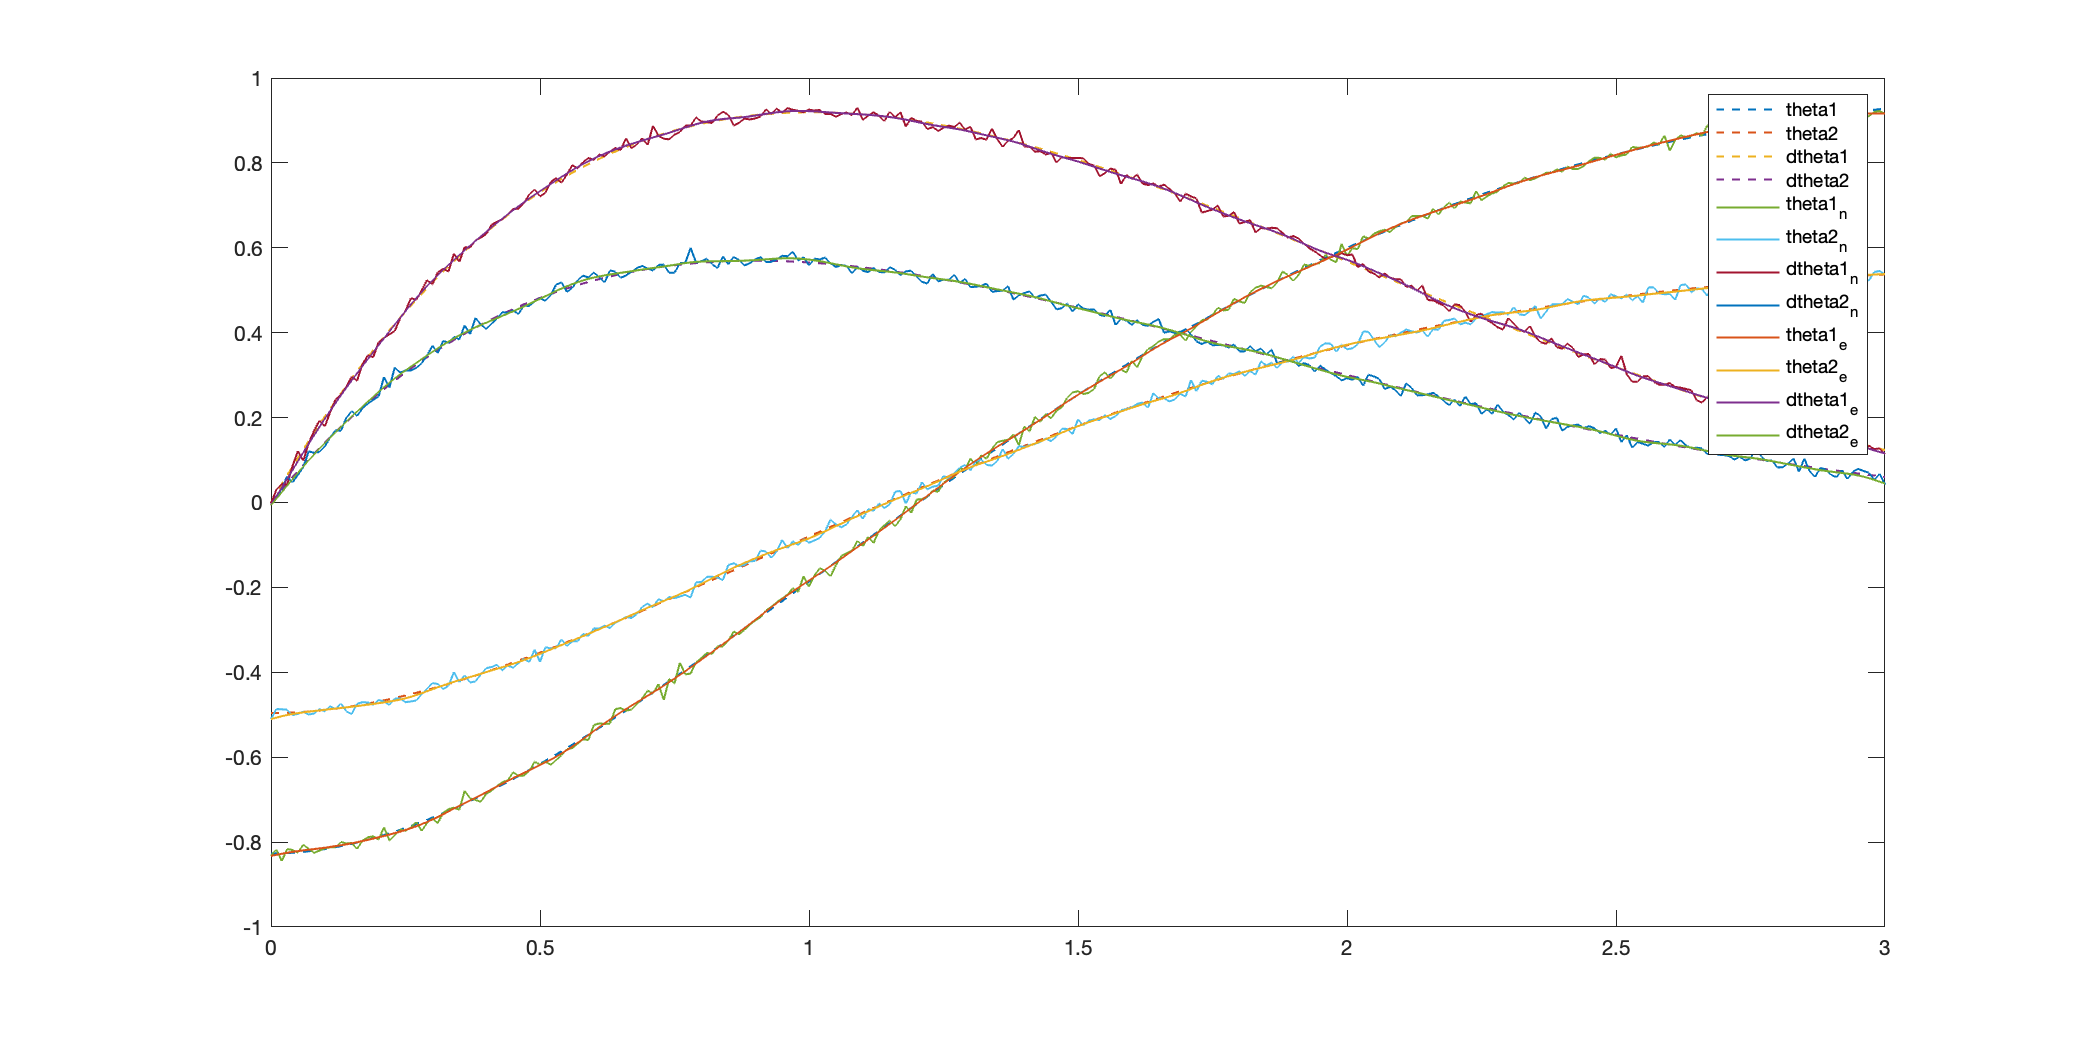 1
0.8
0.6
0.4
0.2
0
-0.2
-0.4
-0.6
-0.8
-1
0 0.5 1 1.5 2 2.5 3
theta1
theta2
dtheta1
dtheta2
theta1n
theta2n
dtheta1n
dtheta2n
theta1e
theta2e
dtheta1e
dtheta2e